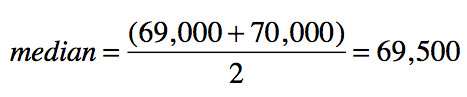 median = (69,000 + 70,000) / 2 = 69,500